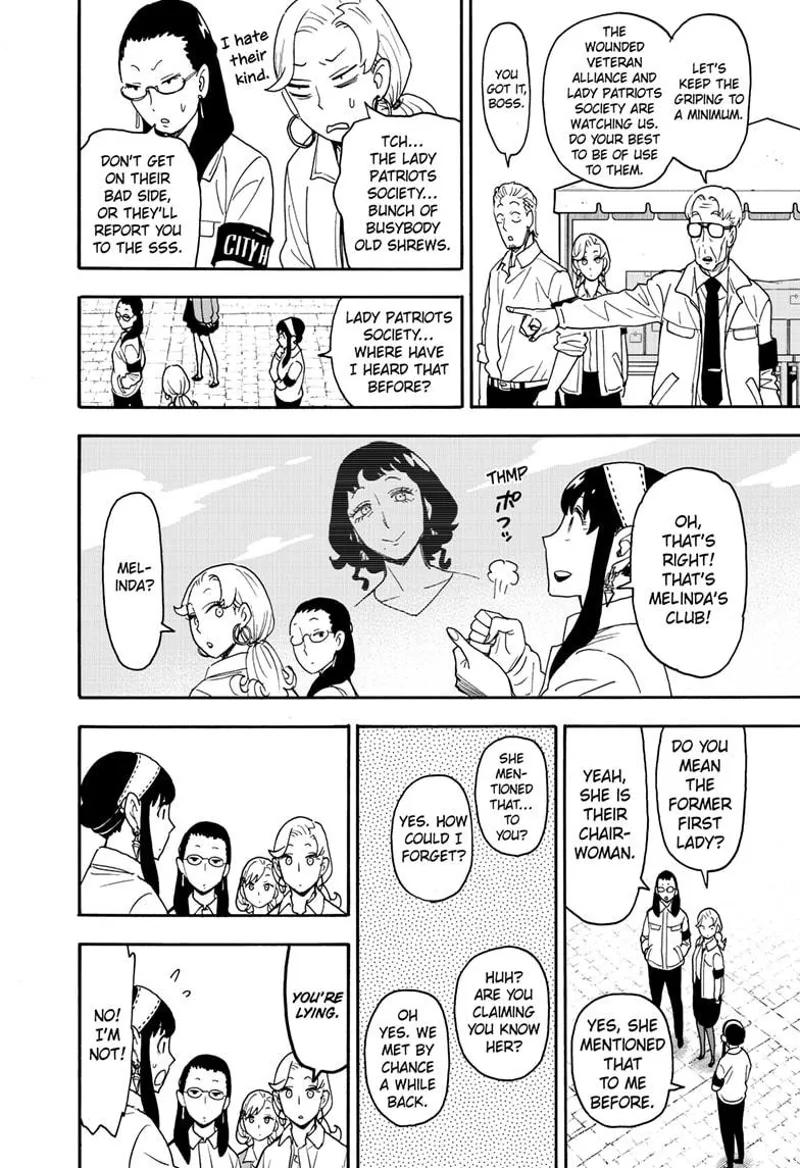 LET'S
KEEP THE
GRIPING TO
A MINIMUM.
THE
WOUNDED
VETERAN
ALLIANCE AND
LADY PATRIOTS
SOCIETY ARE
WATCHING US.
DO YOUR BEST
TO BE OF USE
TO THEM.
YOU
GOT IT,
BOSS.
TCH...
THE LADY
PATRIOTS
SOCIETY...
BUNCH OF
BUSYBODY
OLD SHREWS.
I hate
their
kind.
DON'T GET
ON THEIR
BAD SIDE,
OR THEY'LL
REPORT YOU
TO THE SSS.
CITY H
LADY PATRIOTS
SOCIETY...
WHERE HAVE
I HEARD THAT
BEFORE?
OH,
THAT'S
RIGHT!
THAT'S
MELINDA'S
CLUB!
THMP
ポフッ
MEL-
INDA?
DO YOU
MEAN
THE
FORMER
FIRST
LADY?
YEAH,
SHE IS
THEIR
CHAIR-
WOMAN.
YES, SHE
MENTIONED
THAT
TO ME
BEFORE.
SHE
MEN-
TIONED
THAT...
TO YOU?
YES. HOW
COULD I
FORGET?
HUH?
ARE YOU
CLAIMING
YOU KNOW
HER?
OH
YES. WE
MET BY
CHANCE
A WHILE
BACK.
YOU'RE
LYING.
NO!
I'M
NOT!